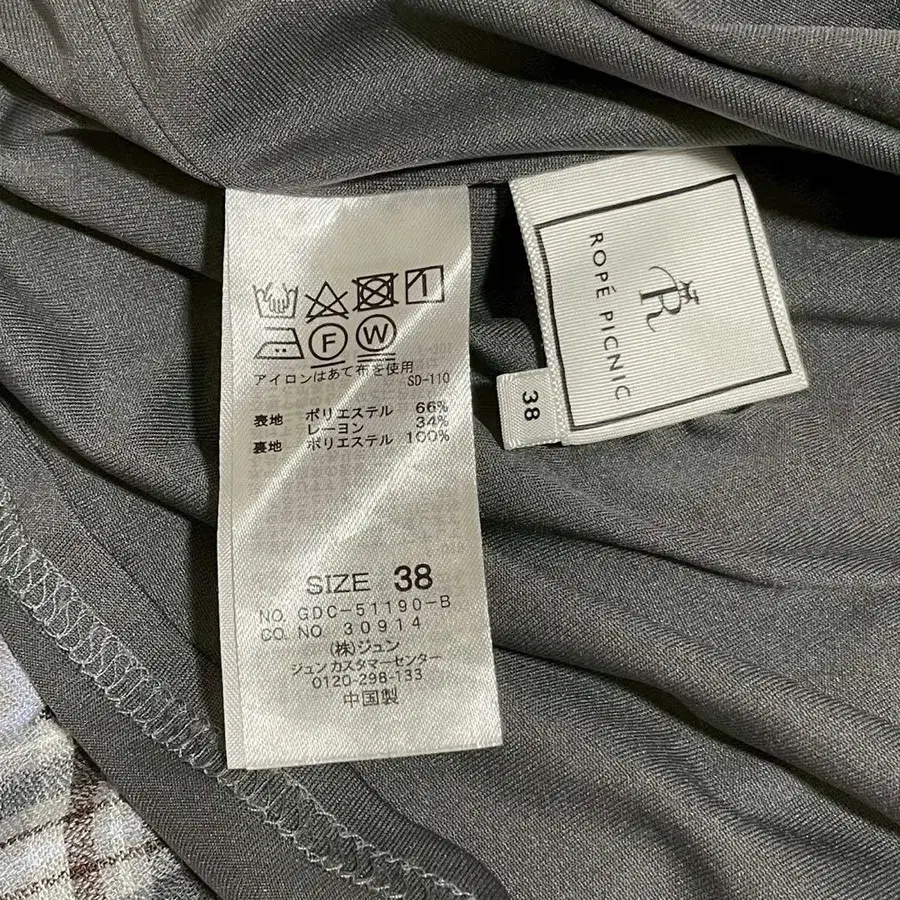 F W
アイロンはあて布を使用
SD-110
表地 ポリエステル 66%
レーヨン 34%
裏地 ポリエステル 100%
SIZE 38
NO. GDC-51190-B
CO. NO. 30914
(株)ジュン
ジュンカスタマーセンター
0120-298-133
中国製
R
ROPÉ PICNIC
38